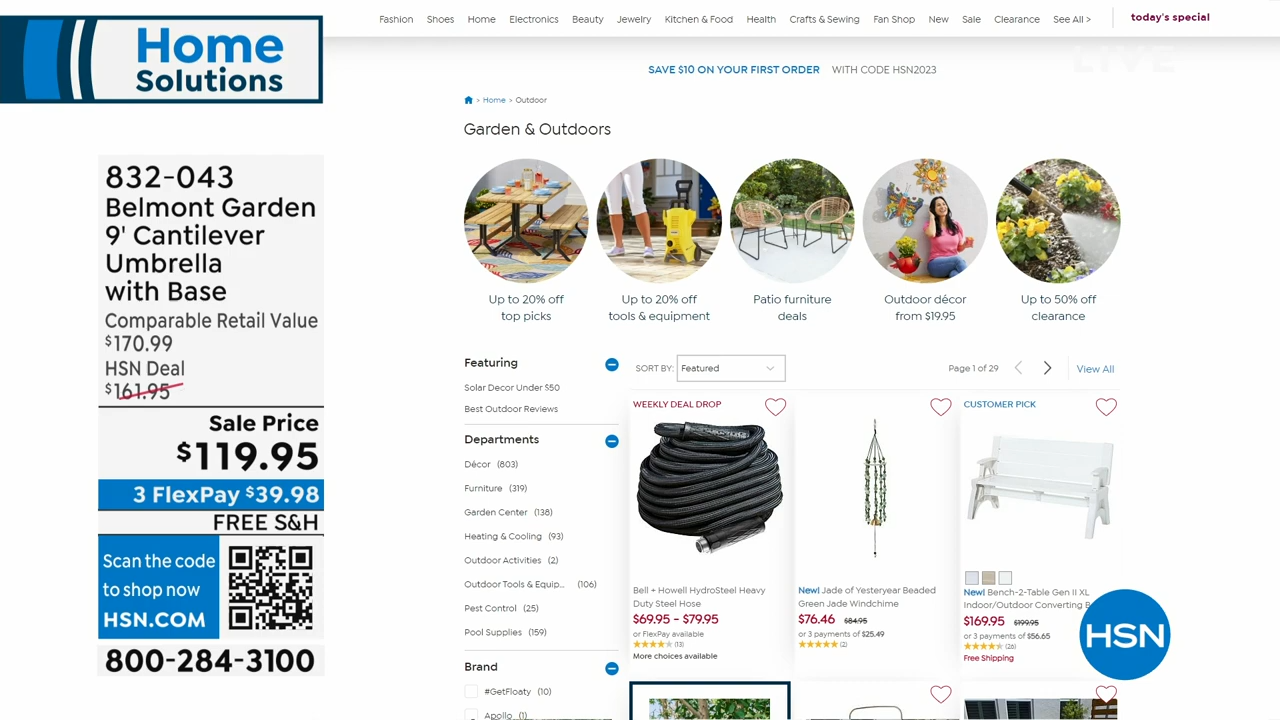 Home
Solutions
832-043
Belmont Garden
9' Cantilever
Umbrella
with Base
Comparable Retail Value
$170.99
HSN Deal
$161.95
Sale Price
$119.95
3 FlexPay $39.98
FREE S&H
Scan the code
to shop now
HSN.COM
800-284-3100
Fashion Shoes Home Electronics Beauty Jewelry Kitchen & Food Health Crafts & Sewing Fan Shop New Sale Clearance See All > today's special
LIVE
SAVE $10 ON YOUR FIRST ORDER WITH CODE HSN2023
> Home > Outdoor
Garden & Outdoors
Up to 20% off
top picks
Up to 20% off
tools & equipment
Patio furniture
deals
Outdoor décor
from $19.95
Up to 50% off
clearance
Featuring
Solar Decor Under $50
Best Outdoor Reviews
Departments
Décor (803)
Furniture (319)
Garden Center (138)
Heating & Cooling (93)
Outdoor Activities (2)
Outdoor Tools & Equip... (106)
Pest Control (25)
Pool Supplies (159)
Brand
#GetFloaty (10)
Apollo (1)
SORT BY: Featured
Page 1 of 29
View All
WEEKLY DEAL DROP
Bell + Howell HydroSteel Heavy
Duty Steel Hose
$69.95 - $79.95
or FlexPay available
(13)
More choices available
New! Jade of Yesteryear Beaded
Green Jade Windchime
$76.46 $84.95
or 3 payments of $25.49
(2)
CUSTOMER PICK
New! Bench-2-Table Gen II XL
Indoor/Outdoor Converting B
$169.95 $199.95
or 3 payments of $56.65
(26)
Free Shipping
HSN